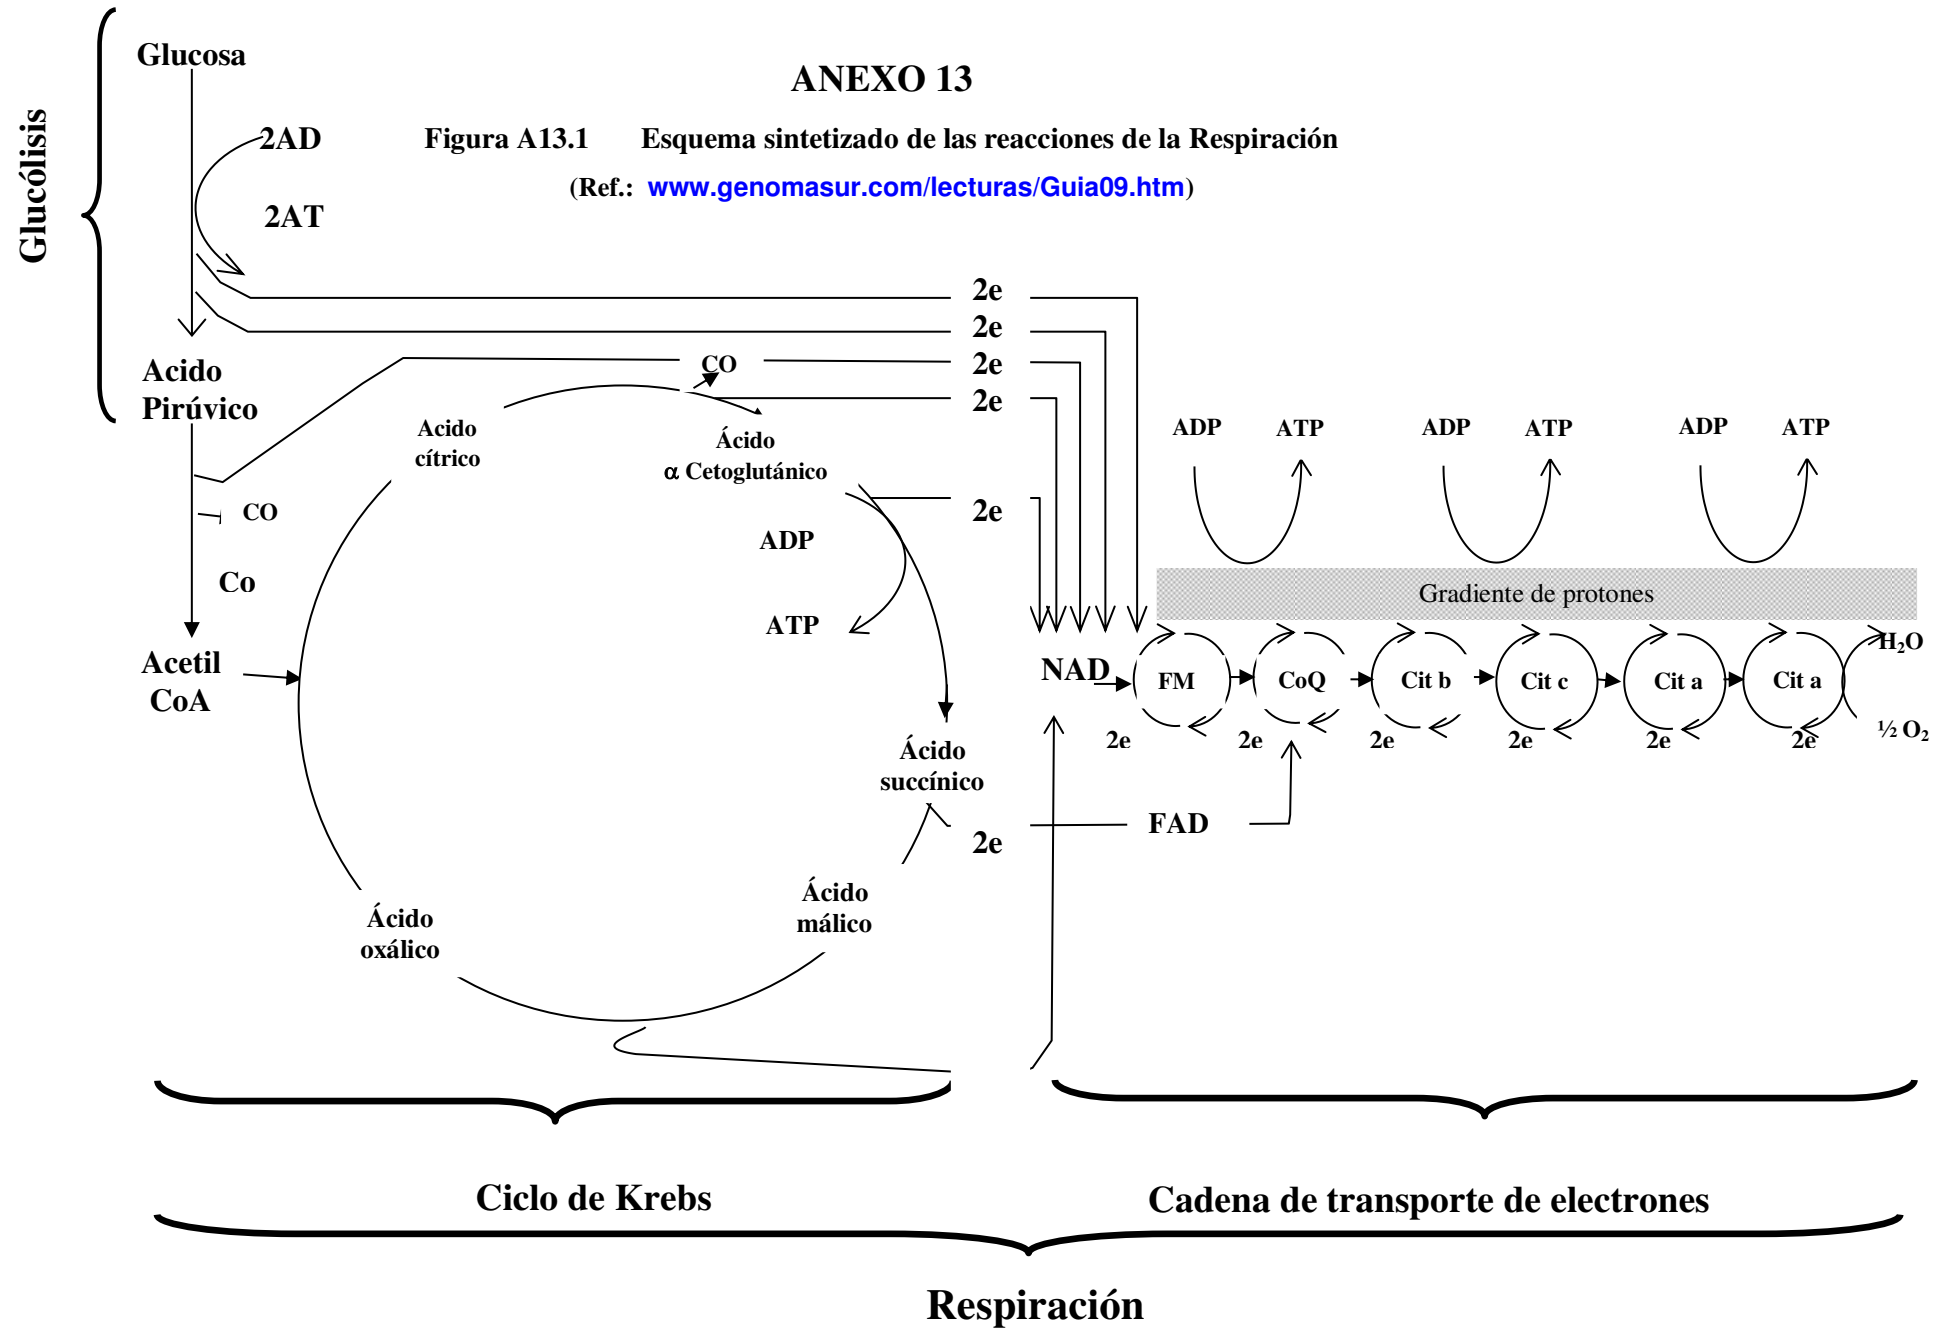 ANEXO 13
Figura A13.1 Esquema sintetizado de las reacciones de la Respiración
(Ref.: www.genomasur.com/lecturas/Guia09.htm)
Glucólisis
Glucosa
2AD
2AT
Acido
Pirúvico
CO
Co
Acetil
CoA
2e
2e
2e
2e
2e
CO
Acido
cítrico
Ácido
α Cetoglutánico
ADP
ATP
Ácido
succínico
2e
FAD
Ácido
málico
Ácido
oxálico
ADP ATP ADP ATP ADP ATP
Gradiente de protones
NAD FM CoQ Cit b Cit c Cit a Cit a H₂O
2e 2e 2e 2e 2e 2e ½ O₂
Ciclo de Krebs
Cadena de transporte de electrones
Respiración